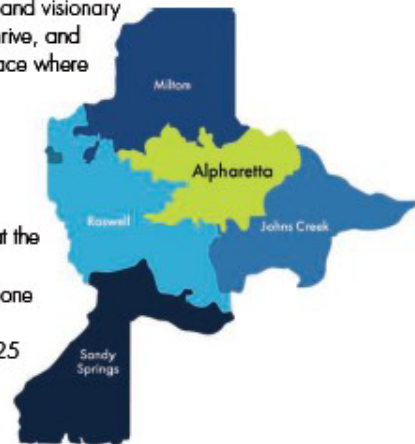 and visionary
rive, and
ace where
Milton
Alpharetta
Roswell
Johns Creek
t the
one
25
Sandy
Springs